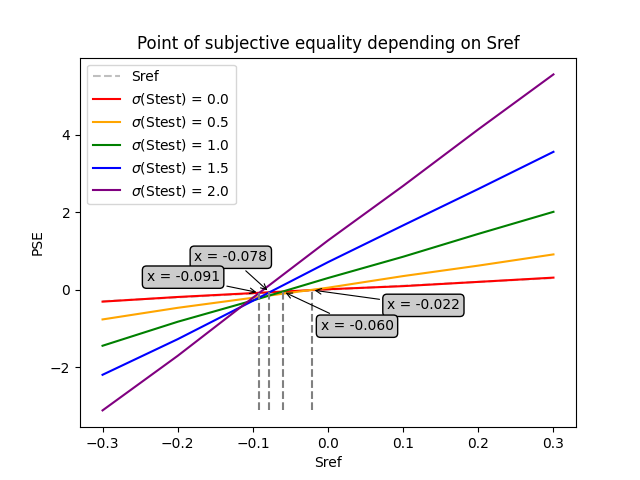 Point of subjective equality depending on Sref
Sref
σ(Stest) = 0.0
σ(Stest) = 0.5
σ(Stest) = 1.0
σ(Stest) = 1.5
σ(Stest) = 2.0
4
2
0
−2
PSE
x = -0.078
x = -0.091
x = -0.022
x = -0.060
−0.3 −0.2 −0.1 0.0 0.1 0.2 0.3
Sref